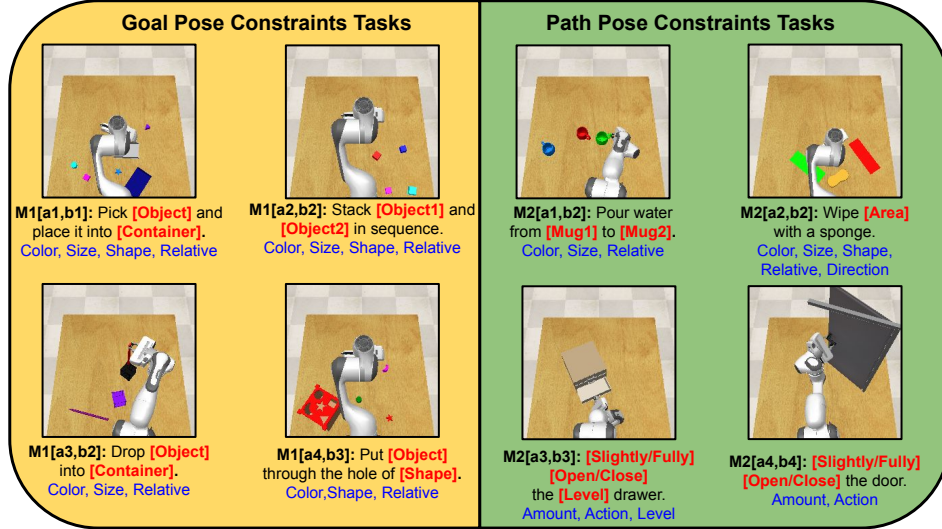 Goal Pose Constraints Tasks
M1[a1,b1]: Pick [Object] and
place it into [Container].
Color, Size, Shape, Relative
M1[a2,b2]: Stack [Object1] and
[Object2] in sequence.
Color, Size, Shape, Relative
M1[a3,b2]: Drop [Object]
into [Container].
Color, Size, Relative
M1[a4,b3]: Put [Object]
through the hole of [Shape].
Color,Shape, Relative
Path Pose Constraints Tasks
M2[a1,b2]: Pour water
from [Mug1] to [Mug2].
Color, Size, Relative
M2[a2,b2]: Wipe [Area]
with a sponge.
Color, Size, Shape,
Relative, Direction
M2[a3,b3]: [Slightly/Fully]
[Open/Close]
the [Level] drawer.
Amount, Action, Level
M2[a4,b4]: [Slightly/Fully]
[Open/Close] the door.
Amount, Action